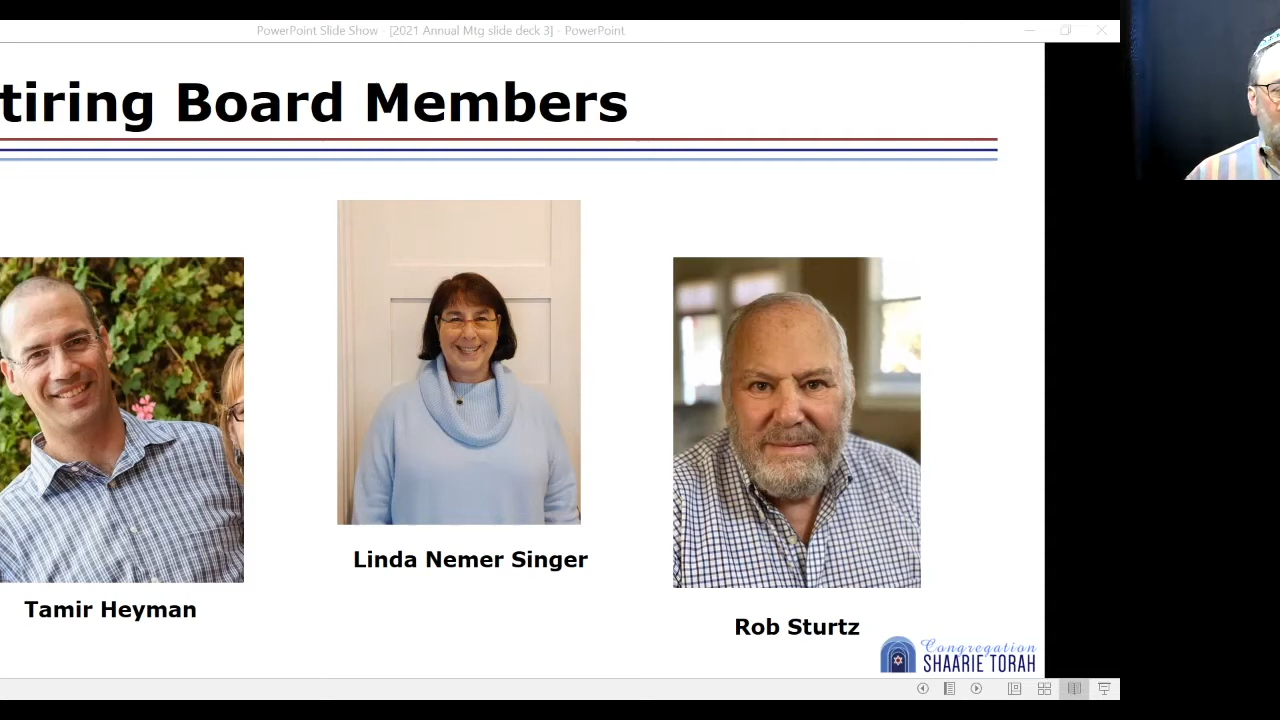 PowerPoint Slide Show - [2021 Annual Mtg slide deck 3] - PowerPoint
tiring Board Members
Linda Nemer Singer
Tamir Heyman
Rob Sturtz
Congregation
SHAARIE TORAH